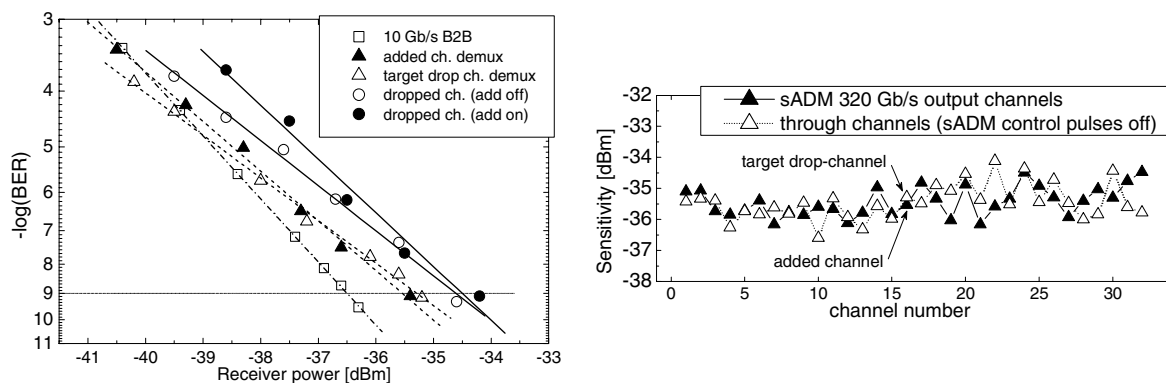 3
4
5
6
7
8
9
10
11
-log(BER)
-41 -40 -39 -38 -37 -36 -35 -34 -33
Receiver power [dBm]
10 Gb/s B2B
added ch. demux
target drop ch. demux
dropped ch. (add off)
dropped ch. (add on)
-32
-33
-34
-35
-36
-37
-38
Sensitivity [dBm]
sADM 320 Gb/s output channels
through channels (sADM control pulses off)
target drop-channel
added channel
0 5 10 15 20 25 30
channel number